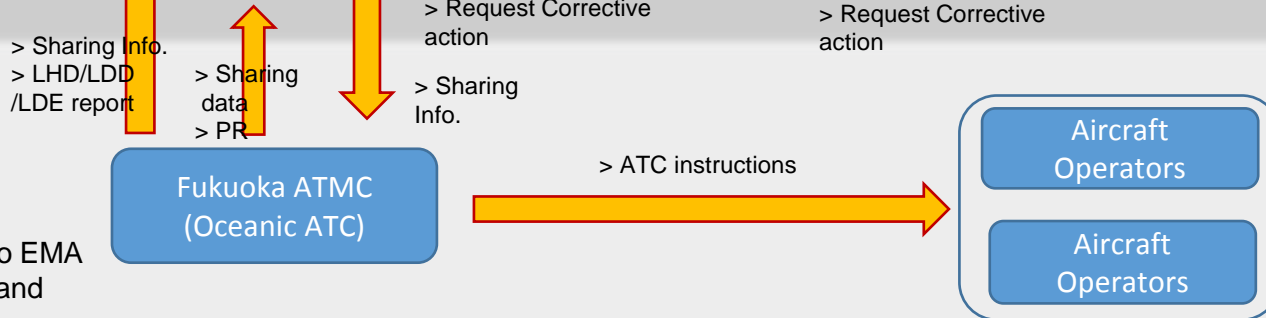 > Request Corrective
action
> Request Corrective
action
> Sharing Info.
> LHD/LDD
/LDE report
> Sharing
data
> PR
> Sharing
Info.
> ATC instructions
Fukuoka ATMC
(Oceanic ATC)
Aircraft
Operators
Aircraft
Operators
o EMA
and